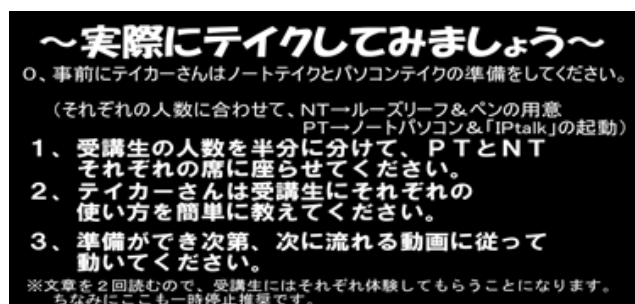 ～実際にテイクしてみましょう～
０、事前にテイカーさんはノートテイクとパソコンテイクの準備をしてください。
（それぞれの人数に合わせて、NT→ルーズリーフ＆ペンの用意
PT→ノートパソコン＆「IPtalk」の起動）
１、受講生の人数を半分に分けて、ＰＴとＮＴ
それぞれの席に座らせてください。
２、テイカーさんは受講生にそれぞれの
使い方を簡単に教えてください。
３、準備ができ次第、次に流れる動画に従って
動いてください。
※文章を２回読むので、受講生にはそれぞれ体験してもらうことになります。
ちなみにここも一時停止推奨です。